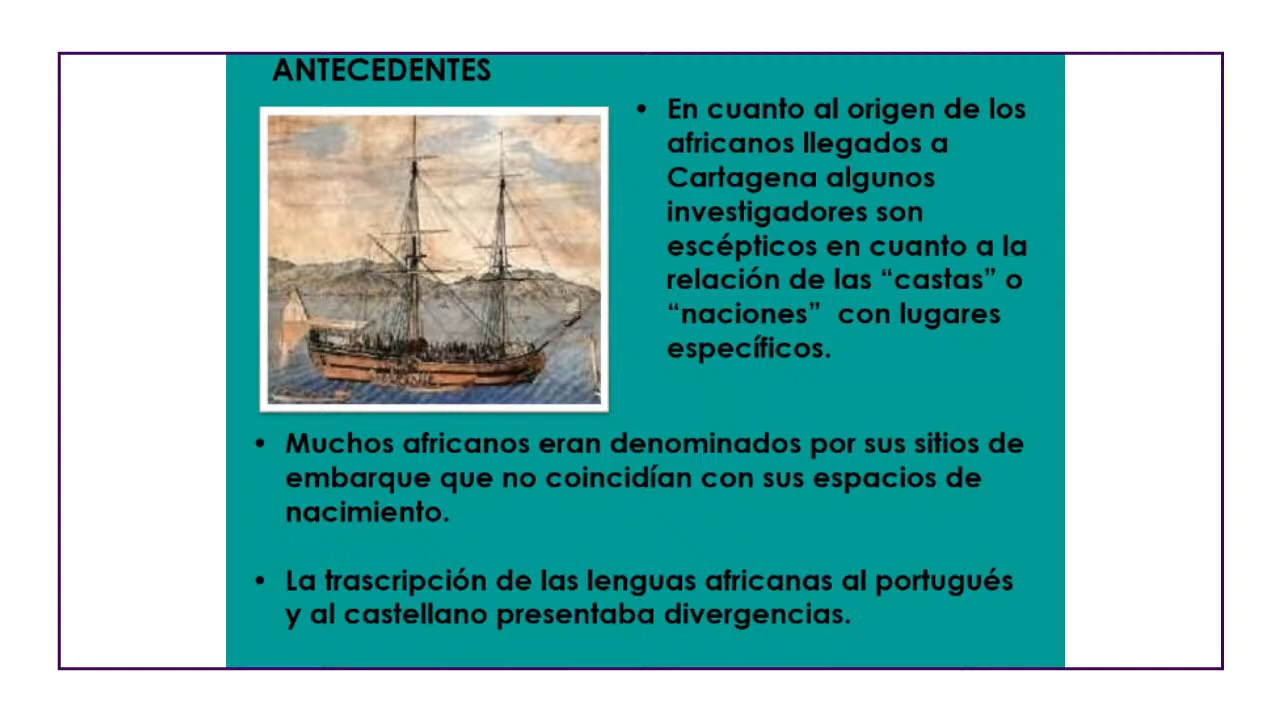 ANTECEDENTES
• En cuanto al origen de los
africanos llegados a
Cartagena algunos
investigadores son
escépticos en cuanto a la
relación de las “castas” o
“naciones” con lugares
específicos.
• Muchos africanos eran denominados por sus sitios de
embarque que no coincidían con sus espacios de
nacimiento.
• La trascripción de las lenguas africanas al portugués
y al castellano presentaba divergencias.